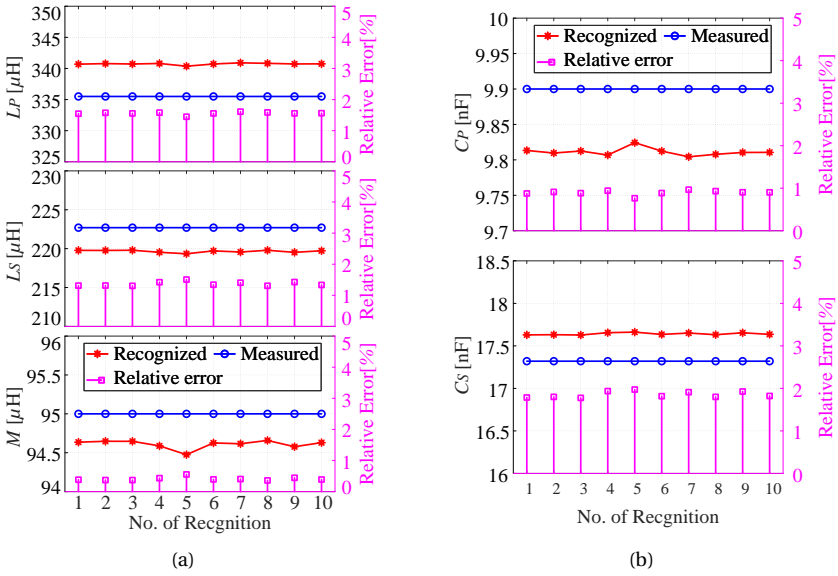 350
345
340
335
330
325
LP [µH]
5
4
3
2
1
0
Relative Error[%]
230
225
220
215
210
LS [µH]
5
4
3
2
1
0
Relative Error[%]
96
95.5
95
94.5
94
M [µH]
Recognized Measured
Relative error
5
4
3
2
1
0
Relative Error[%]
1 2 3 4 5 6 7 8 9 10
No. of Recgnition
(a)
10
9.95
9.9
9.85
9.8
9.75
9.7
CP [nF]
Recognized Measured
Relative error
5
4
3
2
1
0
Relative Error[%]
18.5
18
17.5
17
16.5
16
CS [nF]
5
4
3
2
1
0
Relative Error[%]
1 2 3 4 5 6 7 8 9 10
No. of Recgnition
(b)